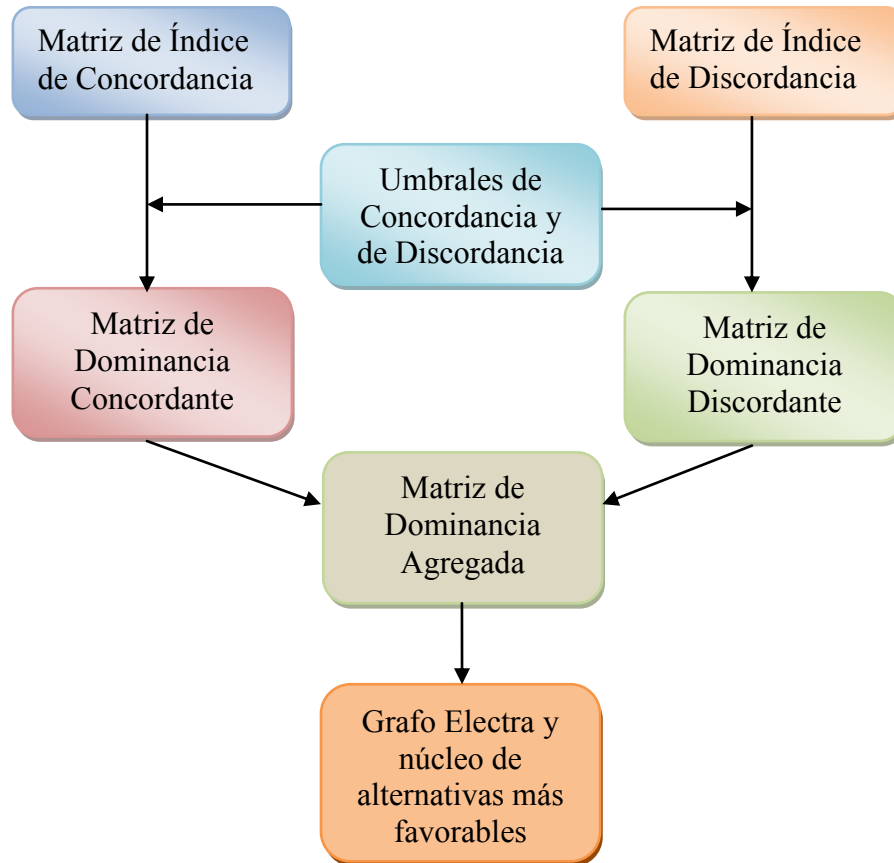 Matriz de Índice
de Concordancia
Matriz de Índice
de Discordancia
Umbrales de
Concordancia y
de Discordancia
Matriz de
Dominancia
Concordante
Matriz de
Dominancia
Discordante
Matriz de
Dominancia
Agregada
Grafo Electra y
núcleo de
alternativas más
favorables